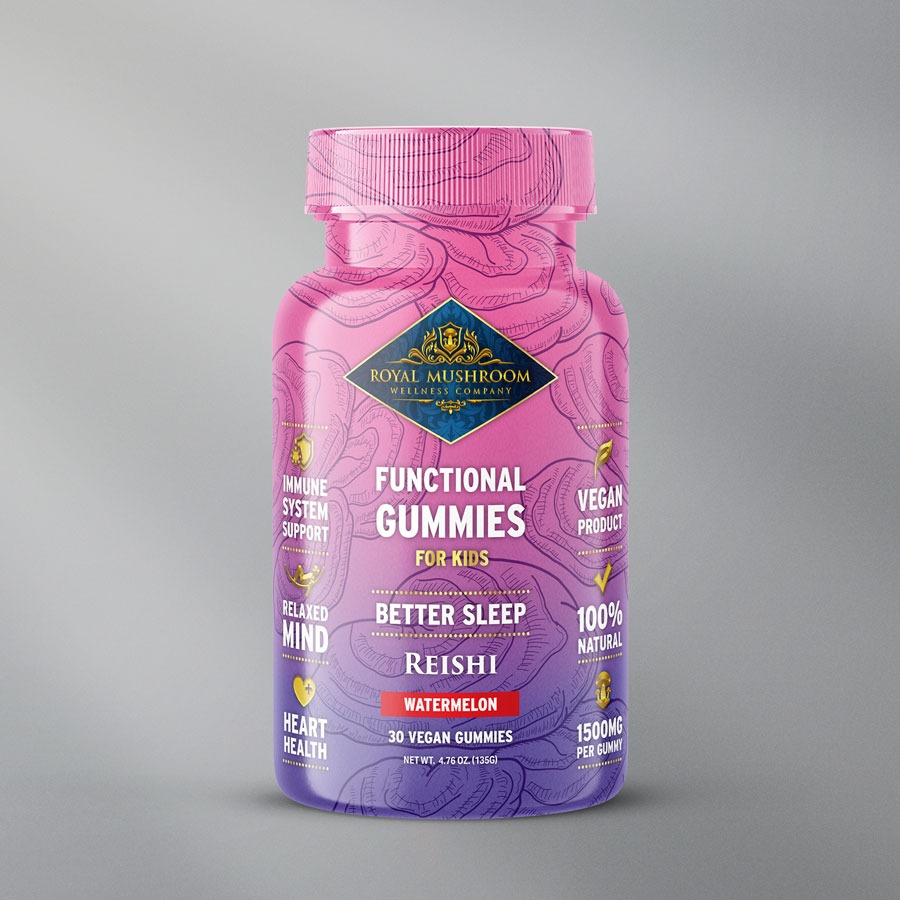 ROYAL MUSHROOM
WELLNESS COMPANY
FUNCTIONAL
GUMMIES
FOR KIDS
BETTER SLEEP
REISHI
WATERMELON
30 VEGAN GUMMIES
NET WT. 4.76 OZ. (135G)
IMMUNE
SYSTEM
SUPPORT
RELAXED
MIND
HEART
HEALTH
VEGAN
PRODUCT
100%
NATURAL
1500MG
PER GUMMY